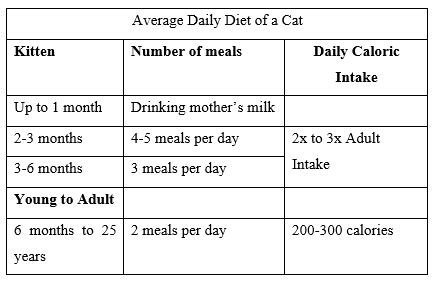 Average Daily Diet of a Cat
Kitten Number of meals Daily Caloric
Intake
Up to 1 month Drinking mother's milk
2-3 months 4-5 meals per day 2x to 3x Adult
3-6 months 3 meals per day Intake
Young to Adult
6 months to 25 2 meals per day 200-300 calories
years